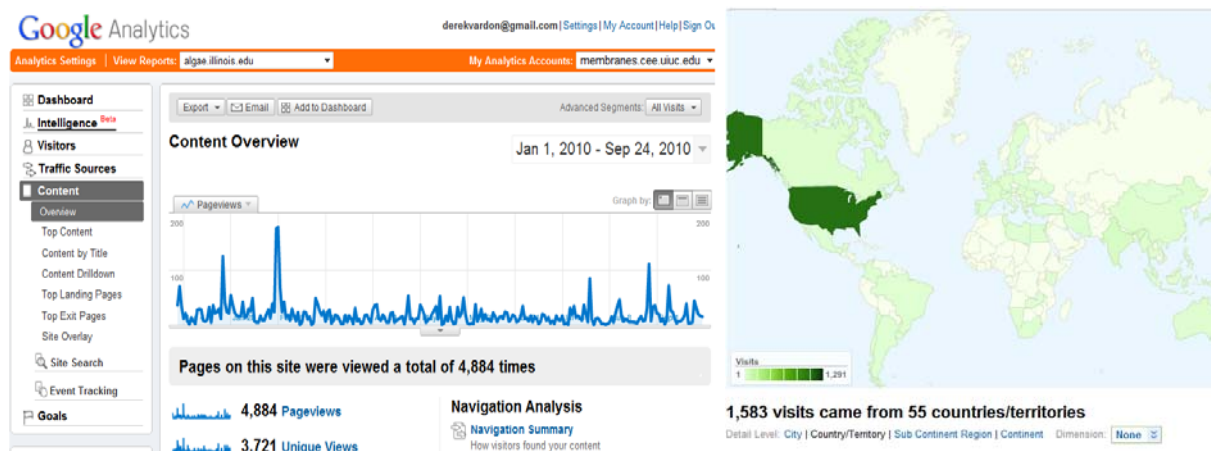 Google Analytics
derekvardon@gmail.com | Settings | My Account | Help | Sign Ou
Analytics Settings | View Reports: algae.illinois.edu
My Analytics Accounts: membranes.cee.uiuc.edu
Dashboard
Intelligence Beta
Visitors
Traffic Sources
Content
Overview
Top Content
Content by Title
Content Drilldown
Top Landing Pages
Top Exit Pages
Site Overlay
Site Search
Event Tracking
Goals
Export Email Add to Dashboard
Advanced Segments: All Visits
Content Overview
Jan 1, 2010 - Sep 24, 2010
Pageviews
Graph by:
200 200
100 100
Pages on this site were viewed a total of 4,884 times
4,884 Pageviews
3,721 Unique Views
Navigation Analysis
Navigation Summary
How visitors found your content
Visits
1 1,291
1,583 visits came from 55 countries/territories
Detail Level: City | Country/Territory | Sub Continent Region | Continent Dimension: None